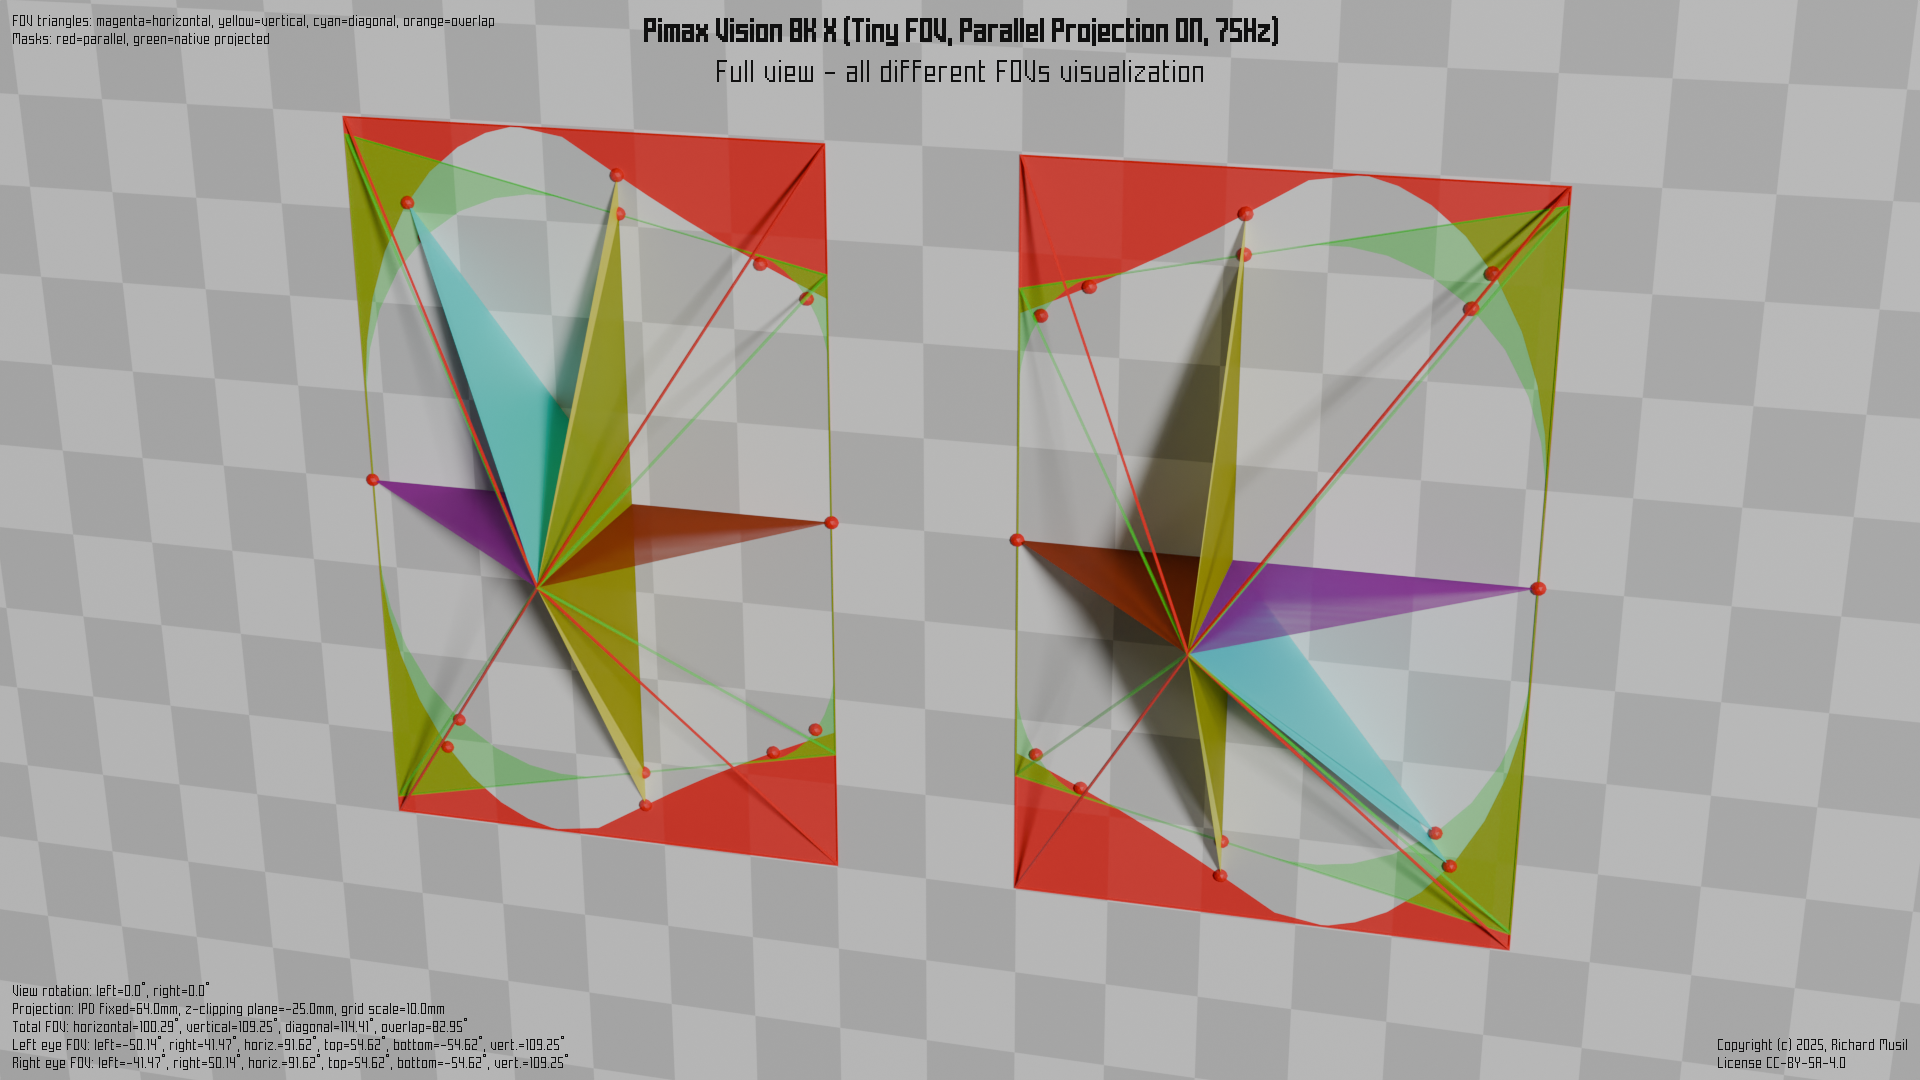 FOV triangles: magenta=horizontal, yellow=vertical, cyan=diagonal, orange=overlap
Masks: red=parallel, green=native projected
Pimax Vision 8K X (Tiny FOV, Parallel Projection ON, 75Hz)
Full view - all different FOVs visualization
View rotation: left=0.0°, right=0.0°
Projection: IPD fixed=64.0mm, z-clipping plane=-25.0mm, grid scale=10.0mm
Total FOV: horizontal=100.29°, vertical=109.25°, diagonal=114.41°, overlap=82.95°
Left eye FOV: left=-50.14°, right=41.47°, horiz.=91.62°, top=54.62°, bottom=-54.62°, vert.=109.25°
Right eye FOV: left=-41.47°, right=50.14°, horiz.=91.62°, top=54.62°, bottom=-54.62°, vert.=109.25°
Copyright (c) 2025, Richard Musil
License CC-BY-SA-4.0